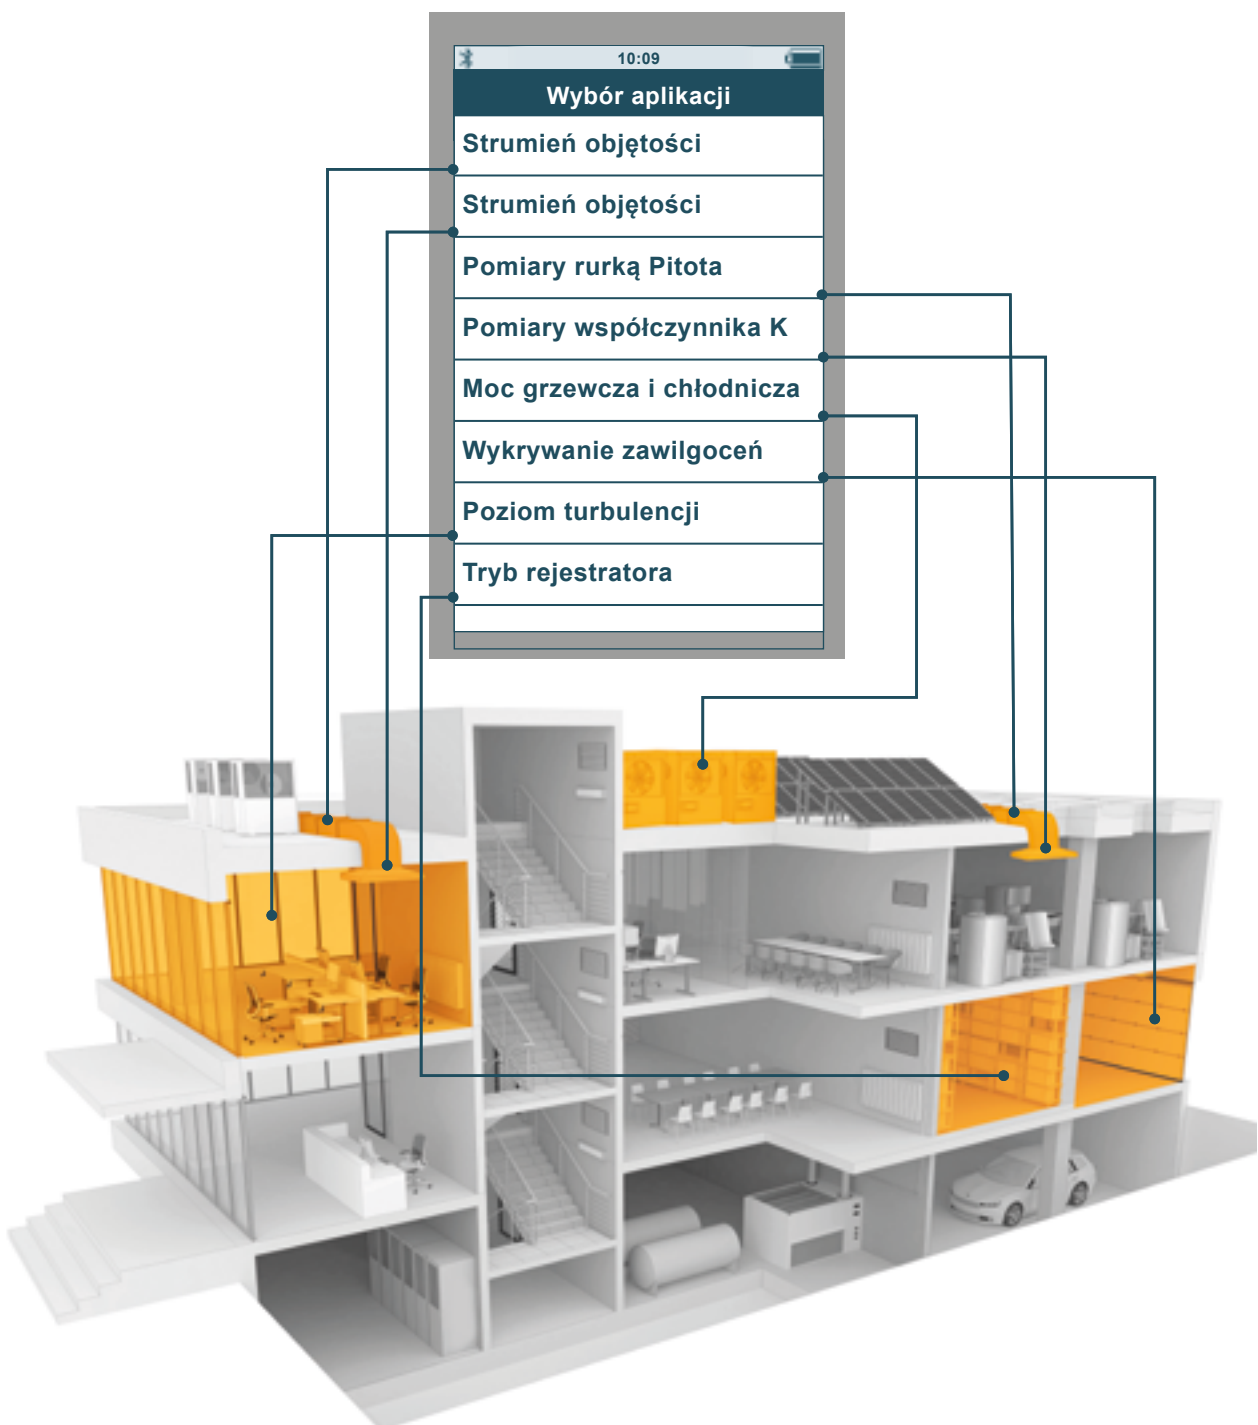 10:09
Wybór aplikacji
Strumień objętości
Strumień objętości
Pomiary rurką Pitota
Pomiary współczynnika K
Moc grzewcza i chłodnicza
Wykrywanie zawilgoceń
Poziom turbulencji
Tryb rejestratora